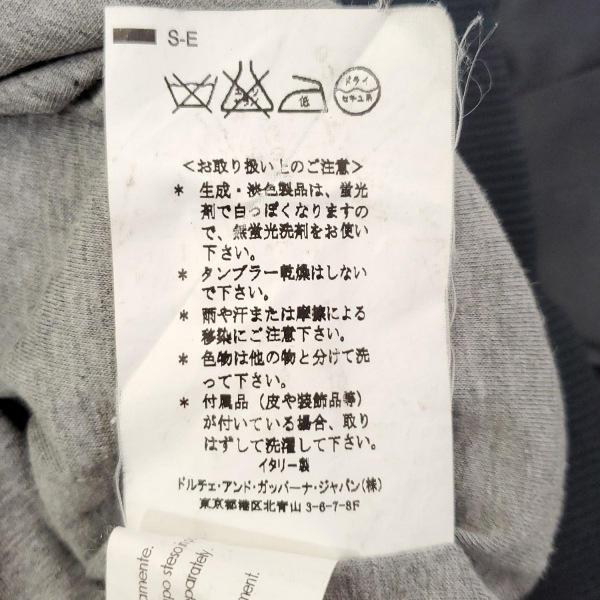 S-E
低
ドライ
セキユ系
<お取り扱い上のご注意>
* 生成・淡色製品は、蛍光
剤で白っぽくなりますの
で、無蛍光洗剤をお使い
下さい。
* タンブラー乾燥はしない
で下さい。
* 雨や汗または摩擦による
移染にご注意下さい。
* 色物は他の物と分けて洗
って下さい。
* 付属品(皮や装飾品等)
が付いている場合、取り
はずして洗濯して下さい。
イタリー製
ドルチェ・アンド・ガッバーナ・ジャパン(株)
東京都港区北青山3-6-7-8F
amente.
po steso in
parately.
ment.